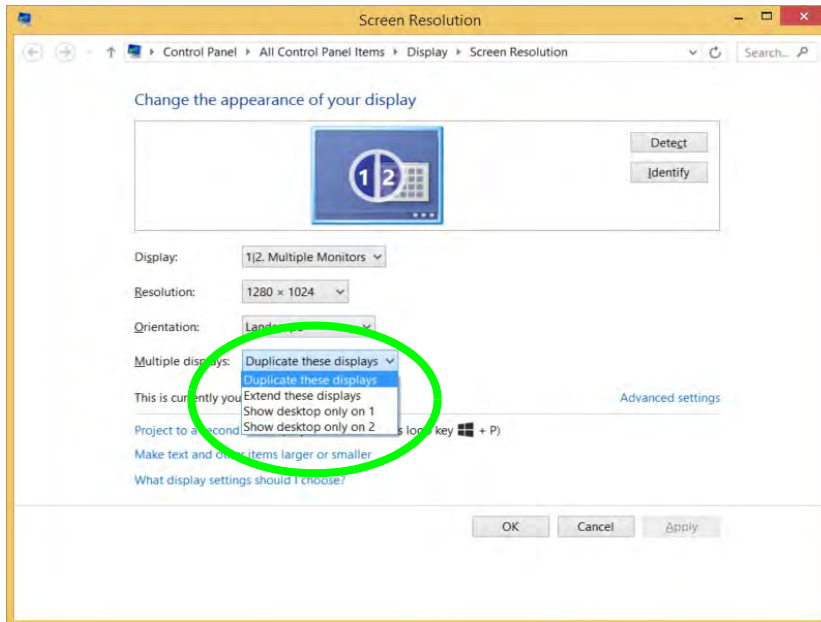 Screen Resolution
Control Panel All Control Panel Items Display Screen Resolution Search...
Change the appearance of your display
1 2
Detect
Identify
Display: 1|2. Multiple Monitors
Resolution: 1280 × 1024
Orientation:
Multiple displays: Duplicate these displays
Duplicate these displays
This is currently you
Extend these displays
Advanced settings
Show desktop only on 1
Project to a second
Show desktop only on 2
key + P)
Make text and other items larger or smaller
What display settings should I choose?
OK Cancel Apply